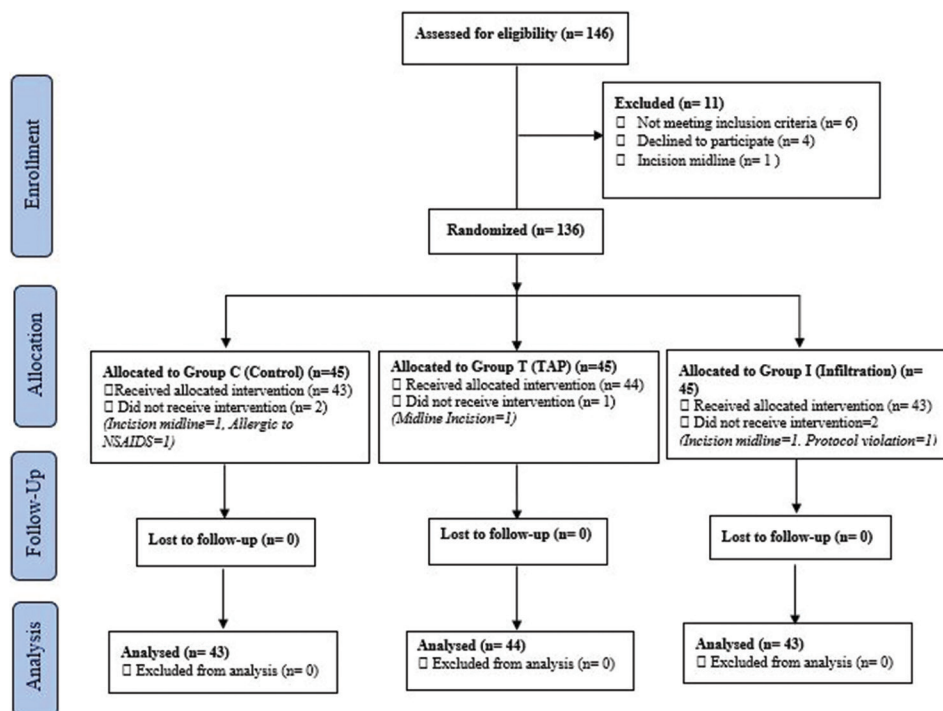 Assessed for eligibility (n= 146)
Enrollment
Excluded (n= 11)
▯ Not meeting inclusion criteria (n= 6)
▯ Declined to participate (n= 4)
▯ Incision midline (n= 1 )
Randomized (n= 136)
Allocation
Allocated to Group C (Control) (n=45)
▯Received allocated intervention (n= 43)
▯ Did not receive intervention (n= 2)
(Incision midline=1, Allergic to
NSAIDS=1)
Allocated to Group T (TAP) (n=45)
▯ Received allocated intervention (n= 44)
▯ Did not receive intervention (n= 1)
(Midline Incision=1)
Allocated to Group I (Infiltration) (n=
45)
▯ Received allocated intervention (n= 43)
▯ Did not receive intervention=2
(Incision midline=1. Protocol violation=1)
Follow-Up
Lost to follow-up (n= 0)
Lost to follow-up (n= 0)
Lost to follow-up (n= 0)
Analysis
Analysed (n= 43)
▯ Excluded from analysis (n= 0)
Analysed (n= 44)
▯ Excluded from analysis (n= 0)
Analysed (n= 43)
▯ Excluded from analysis (n= 0)